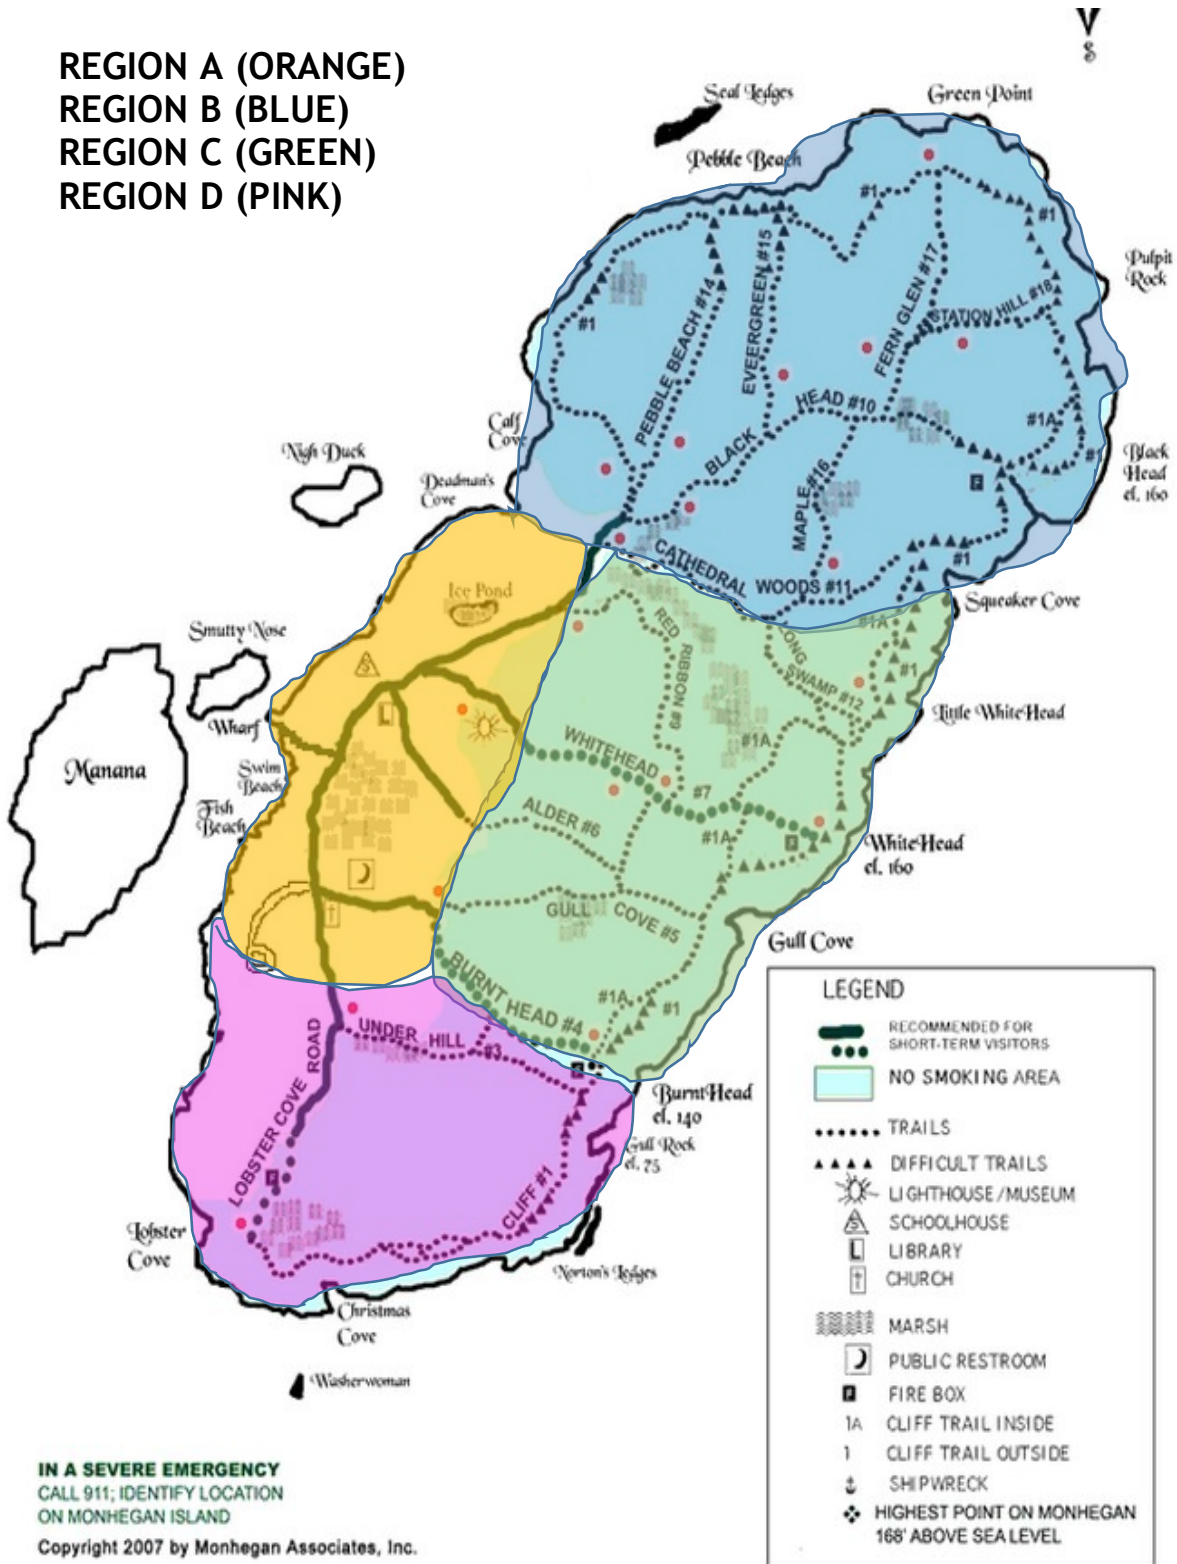 S
REGION A (ORANGE)
REGION B (BLUE)
REGION C (GREEN)
REGION D (PINK)
Seal Ledges
Green Point
Pebble Beach
#1
#1
Pulpit
Rock
EVEERGREEN #15
FERN GLEN #17
PEBBLE BEACH #14
STATION HILL #18
#1
HEAD #10
#1A
Calf
Cove
BLACK
#1
Black
Head
el. 160
Nigh Duck
Deadman's
Cove
MAPLE #16
F
CATHEDRAL
WOODS #11
#1
Ice Pond
Squeaker Cove
#1A
RED
RIBBON #9
LONG
SWAMP #12
#1
Smutty Nose
S
Little WhiteHead
Wharf
L
WHITEHEAD
#1A
Manana
Swim
Beach
#7
Fish
Beach
ALDER #6
#1A
F
WhiteHead
el. 160
GULL
COVE #5
Gull Cove
BURNT
HEAD #4
#1A
#1
UNDER
HILL
#3
F
BurntHead
el. 140
LOBSTER COVE
ROAD
Gull Rock
el. 75
F
CLIFF #1
Lobster
Cove
Norton's Ledges
Christmas
Cove
Washerwoman
LEGEND
RECOMMENDED FOR
SHORT-TERM VISITORS
NO SMOKING AREA
TRAILS
DIFFICULT TRAILS
LIGHTHOUSE/MUSEUM
S SCHOOLHOUSE
L LIBRARY
CHURCH
MARSH
PUBLIC RESTROOM
F FIRE BOX
1A CLIFF TRAIL INSIDE
1 CLIFF TRAIL OUTSIDE
SHIPWRECK
HIGHEST POINT ON MONHEGAN
168' ABOVE SEA LEVEL
IN A SEVERE EMERGENCY
CALL 911; IDENTIFY LOCATION
ON MONHEGAN ISLAND
Copyright 2007 by Monhegan Associates, Inc.